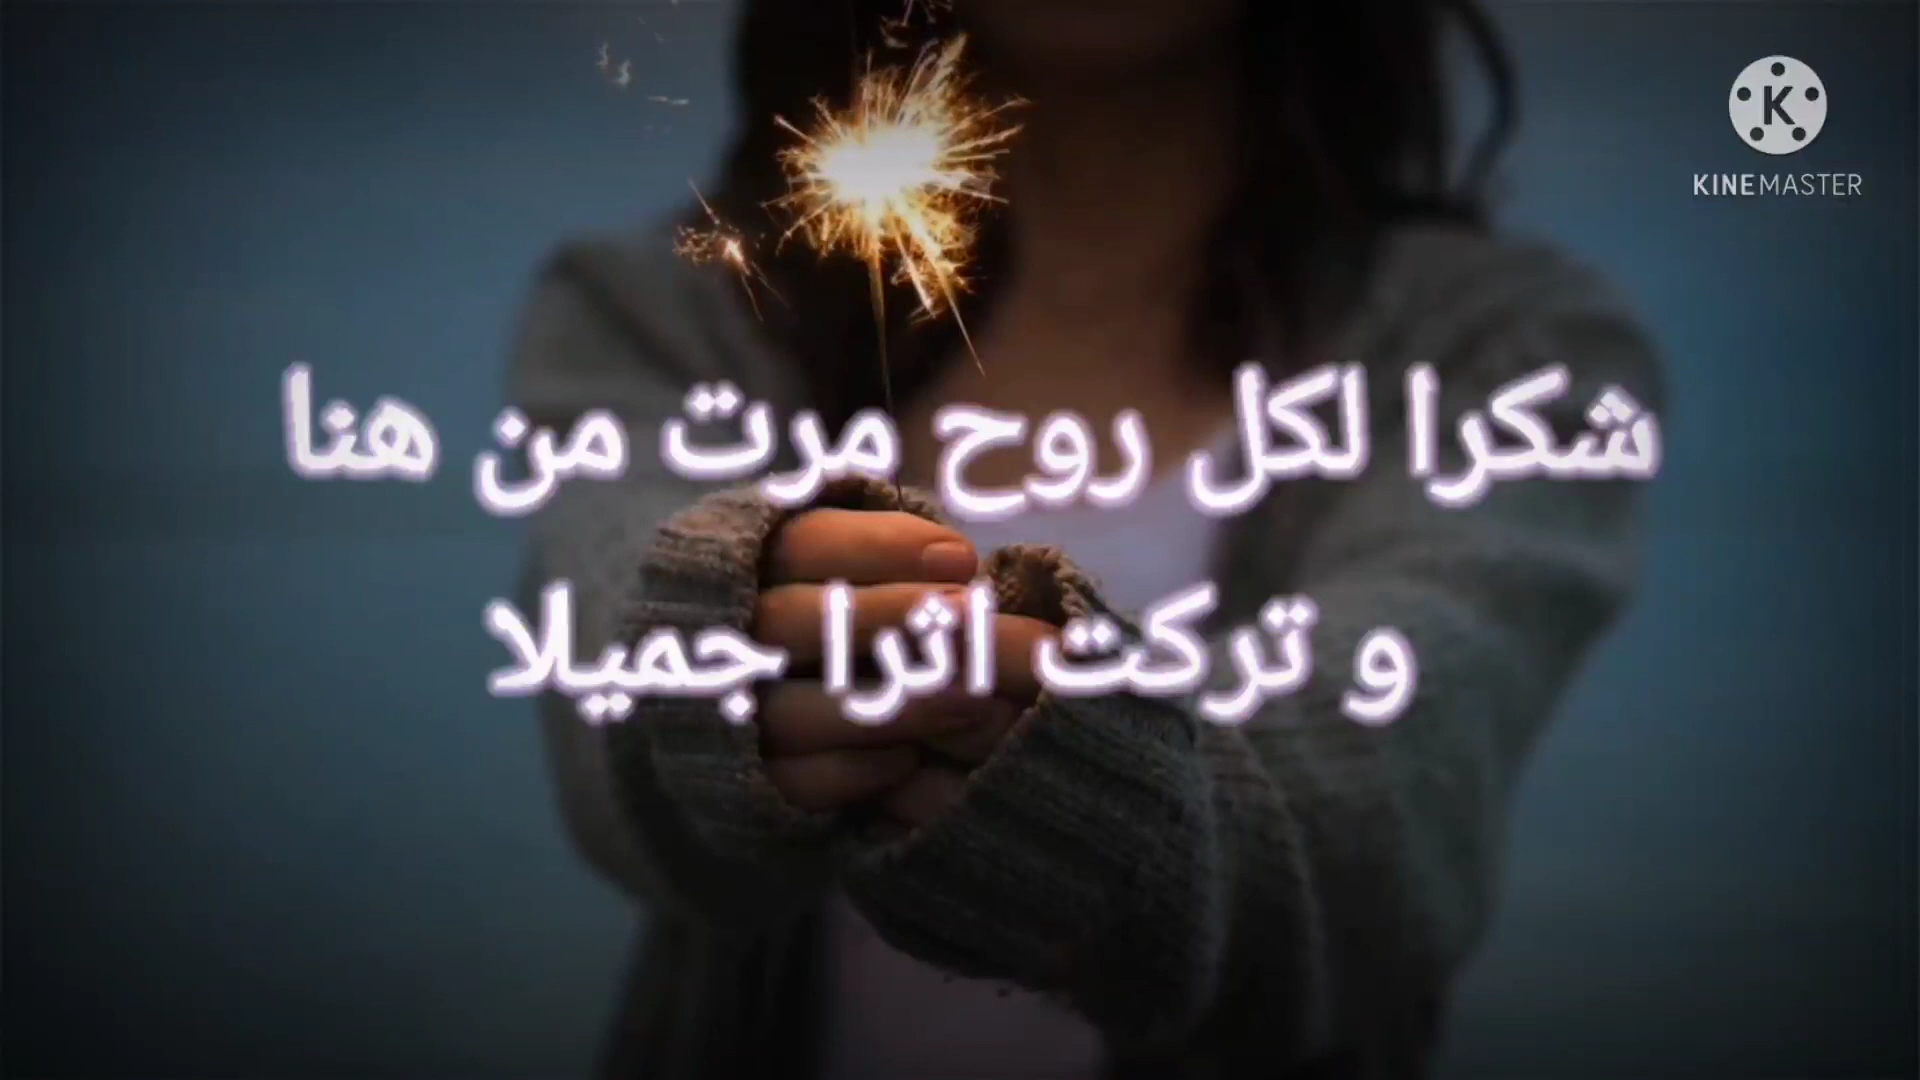 KINEMASTER
شكرا لكل روح مرت من هنا
و تركت اثرا جميلا